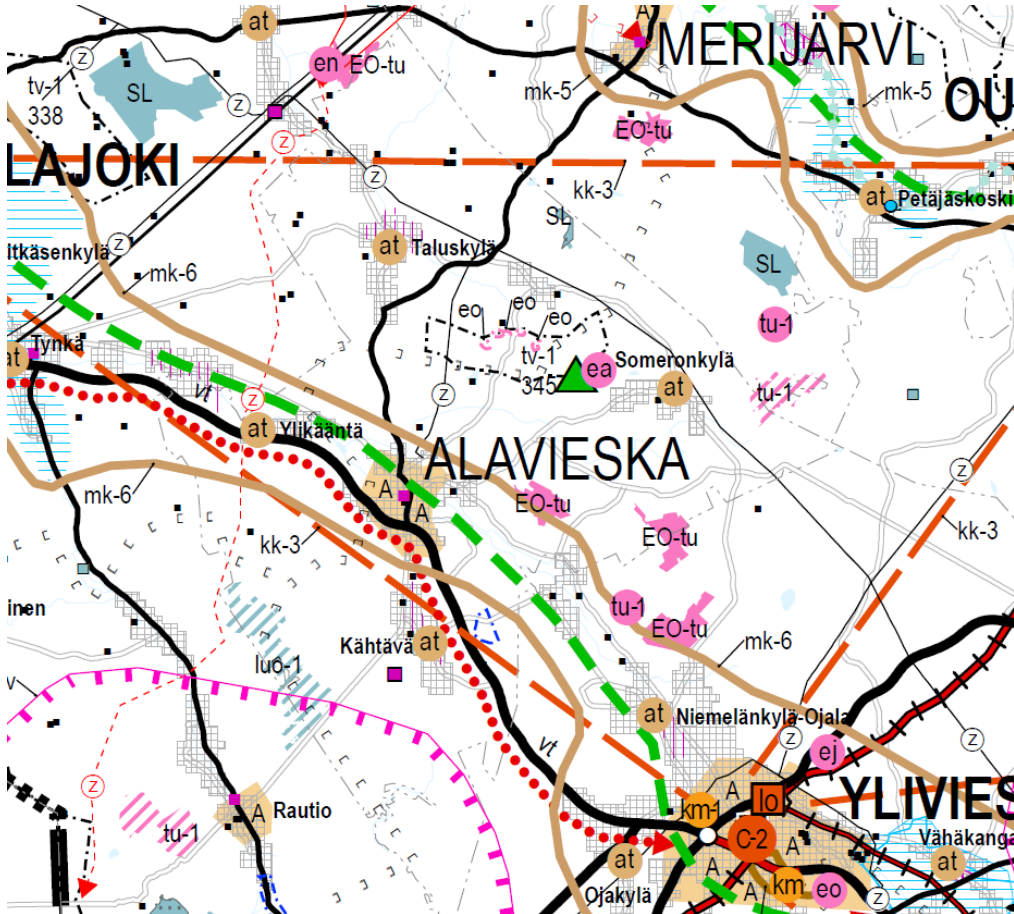 at
A
MERIJÄRVI
en
EO-tu
z
tv-1
338
SL
mk-5
mk-5
OU
z
z
EO-tu
LAJOKI
z
kk-3
at
Petäjäskoski
SL
at
Taluskylä
z
itkäsenkylä
mk-6
SL
eo
eo
eo
tu-1
Tynkä
at
tv-1
345
ea
Someronkylä
at
vt
z
z
tu-1
at
Ylikääntä
ALAVIESKA
z
mk-6
A
A
EO-tu
EO-tu
kk-3
kk-3
inen
tu-1
EO-tu
mk-6
Kähtävä
at
luo-1
v
at
Niemelänkylä-Ojala
z
z
vt
ej
z
YLIVIES
lo
km-1
A
A
Rautio
tu-1
C-2
A
Vähäkanga
at
at
A
A
km
eo
Ojakylä